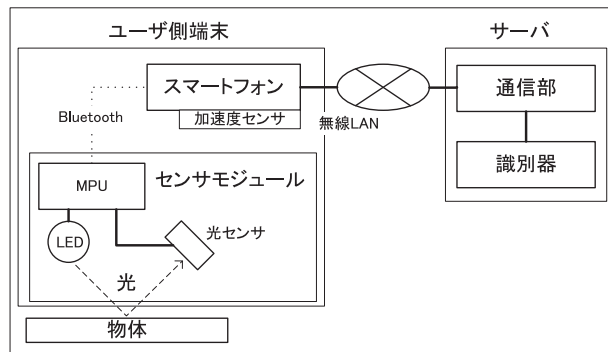 ユーザ側端末
サーバ
スマートフォン
加速度センサ
Bluetooth
無線LAN
通信部
識別器
センサモジュール
MPU
LED
光センサ
光
物体